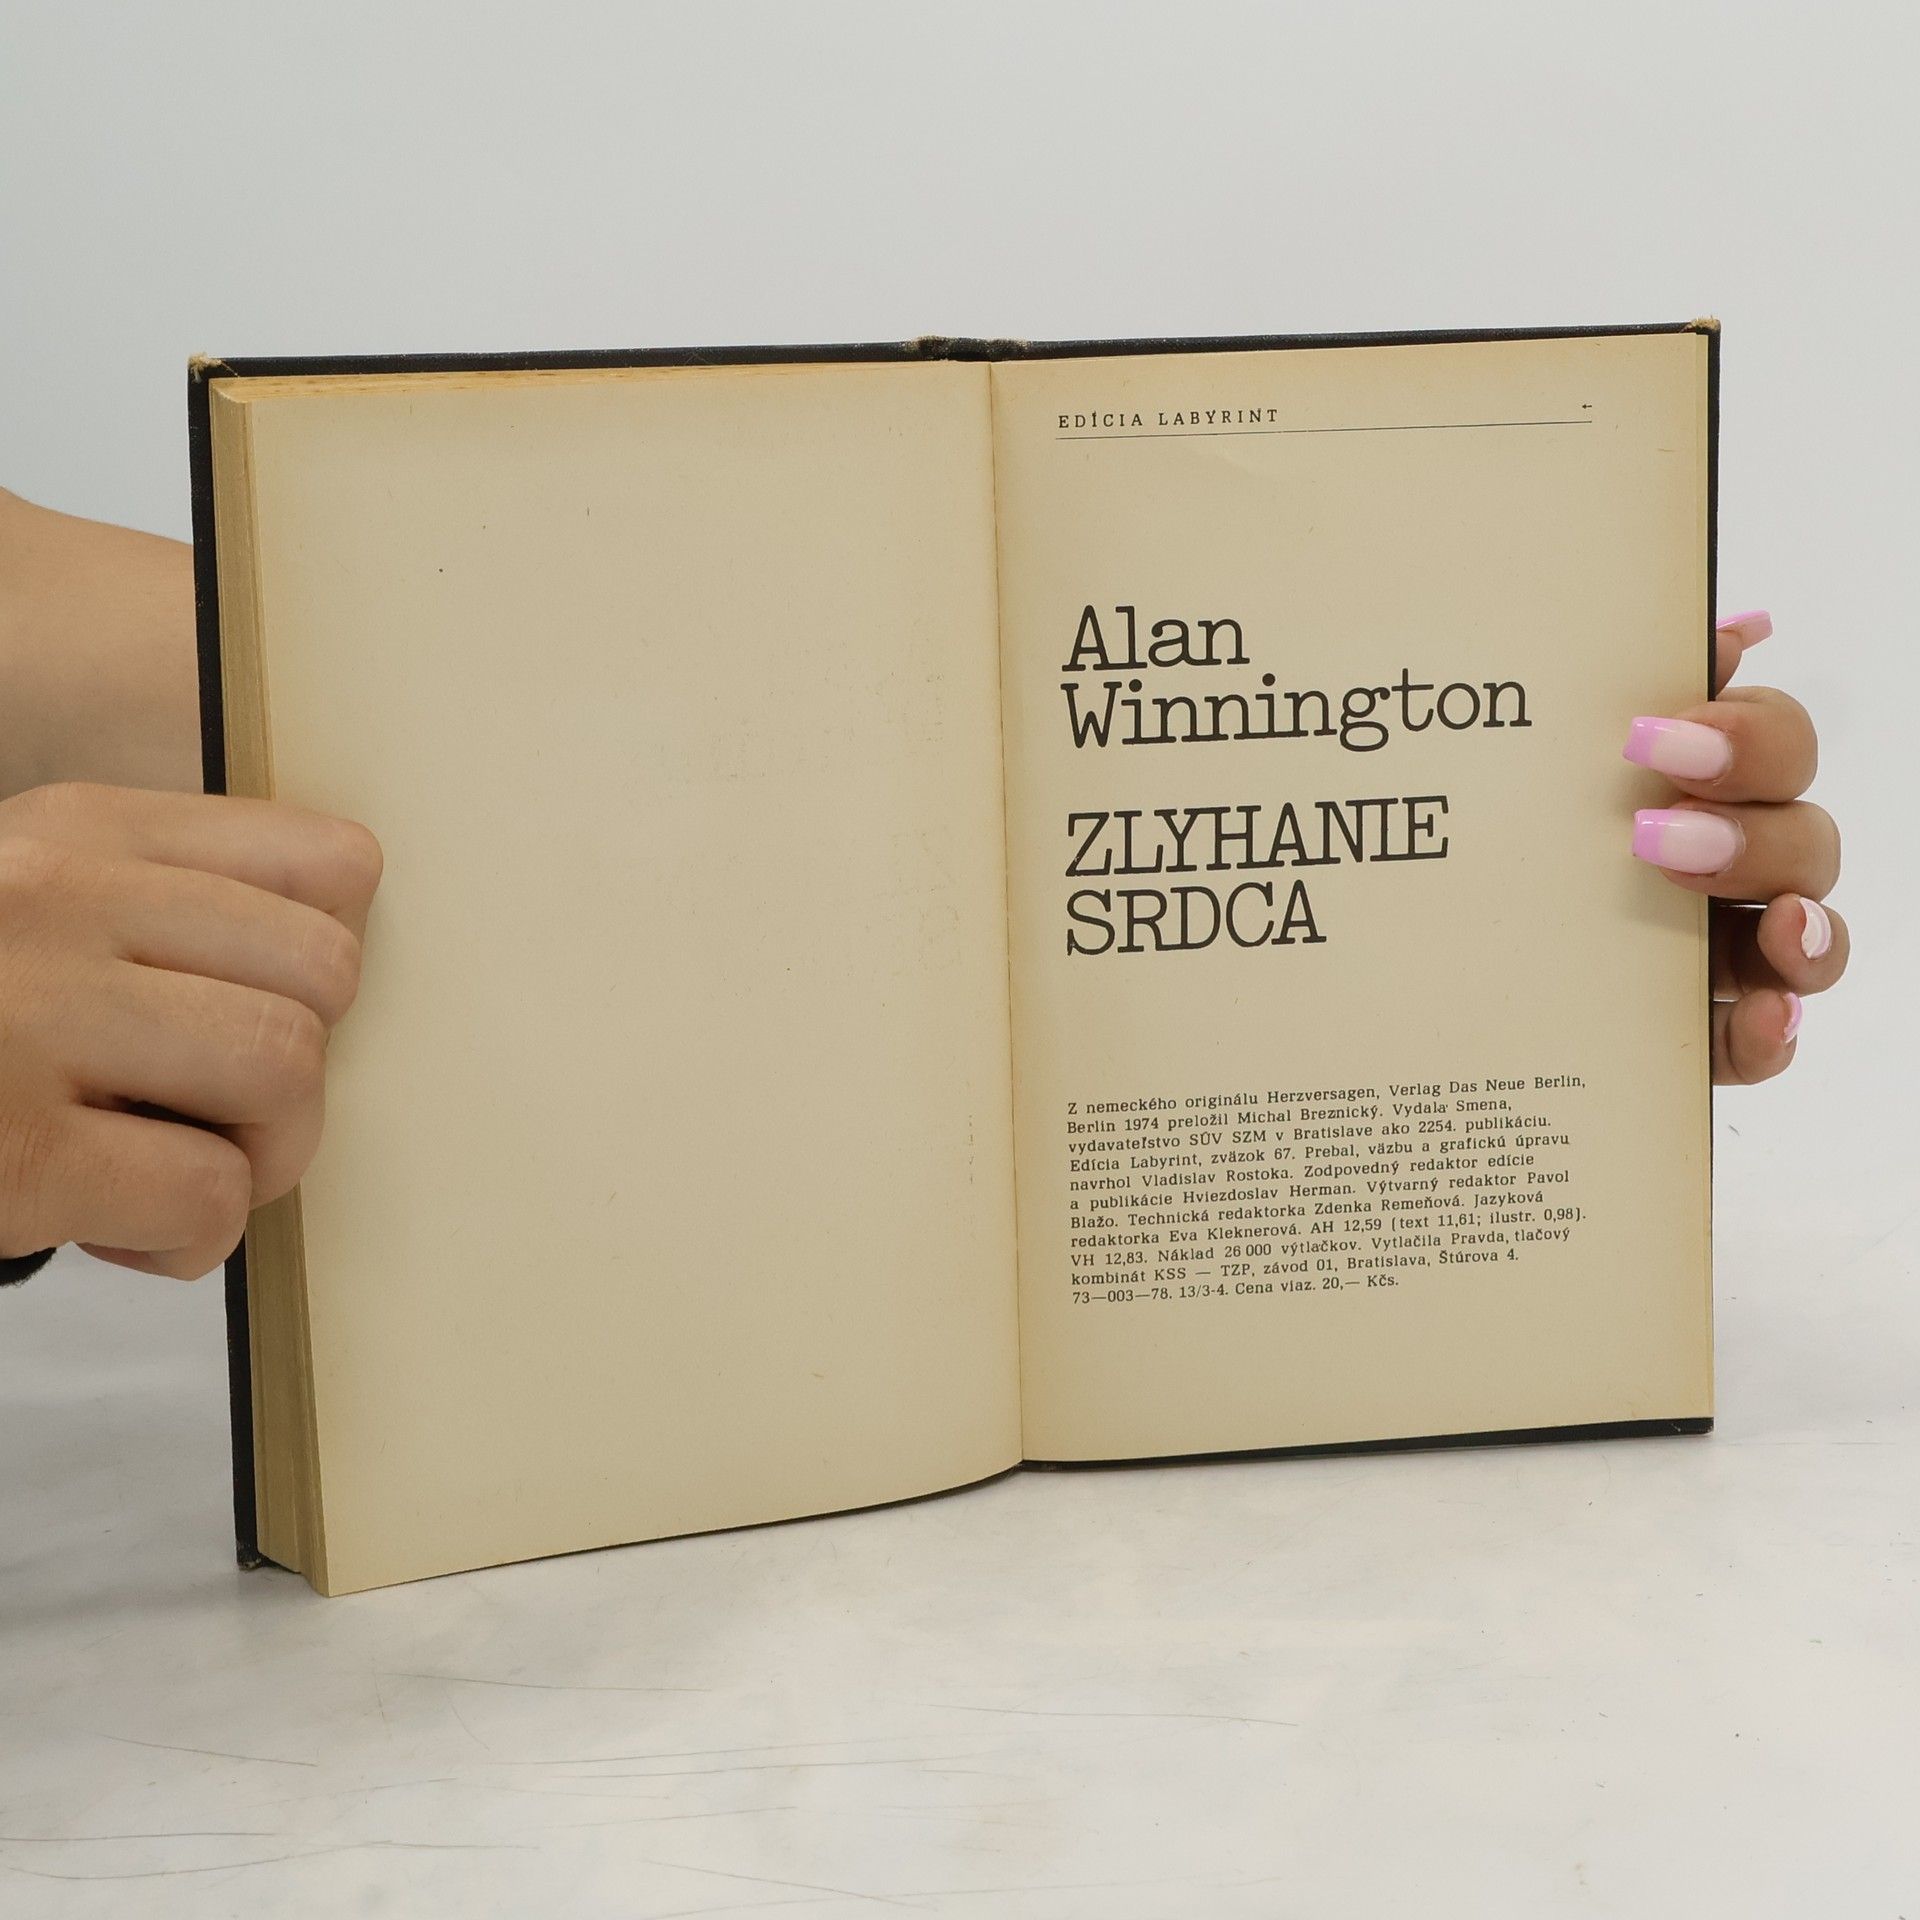 EDÍCIA LABYRINT
Alan
Winnington
ZLYHANIE
SRDCA
Z nemeckého originálu Herzversagen, Verlag Das Neue Berlin,
Berlin 1974 preložil Michal Breznický. Vydala Smena,
vydavateľstvo SÚV SZM v Bratislave ako 2254. publikáciu.
Edícia Labyrint, zväzok 67. Prebal, väzbu a grafickú úpravu
navrhol Vladislav Rostoka. Zodpovedný redaktor edície
a publikácie Hviezdoslav Herman. Výtvarný redaktor Pavol
Blažo. Technická redaktorka Zdenka Remeňová. Jazyková
redaktorka Eva Kleknerová. AH 12,59 (text 11,61; ilustr. 0,98).
VH 12,83. Náklad 26 000 výtlačkov. Vytlačila Pravda, tlačový
kombinát KSS — TZP, závod 01, Bratislava, Štúrova 4.
73—003—78. 13/3-4. Cena viaz. 20,— Kčs.